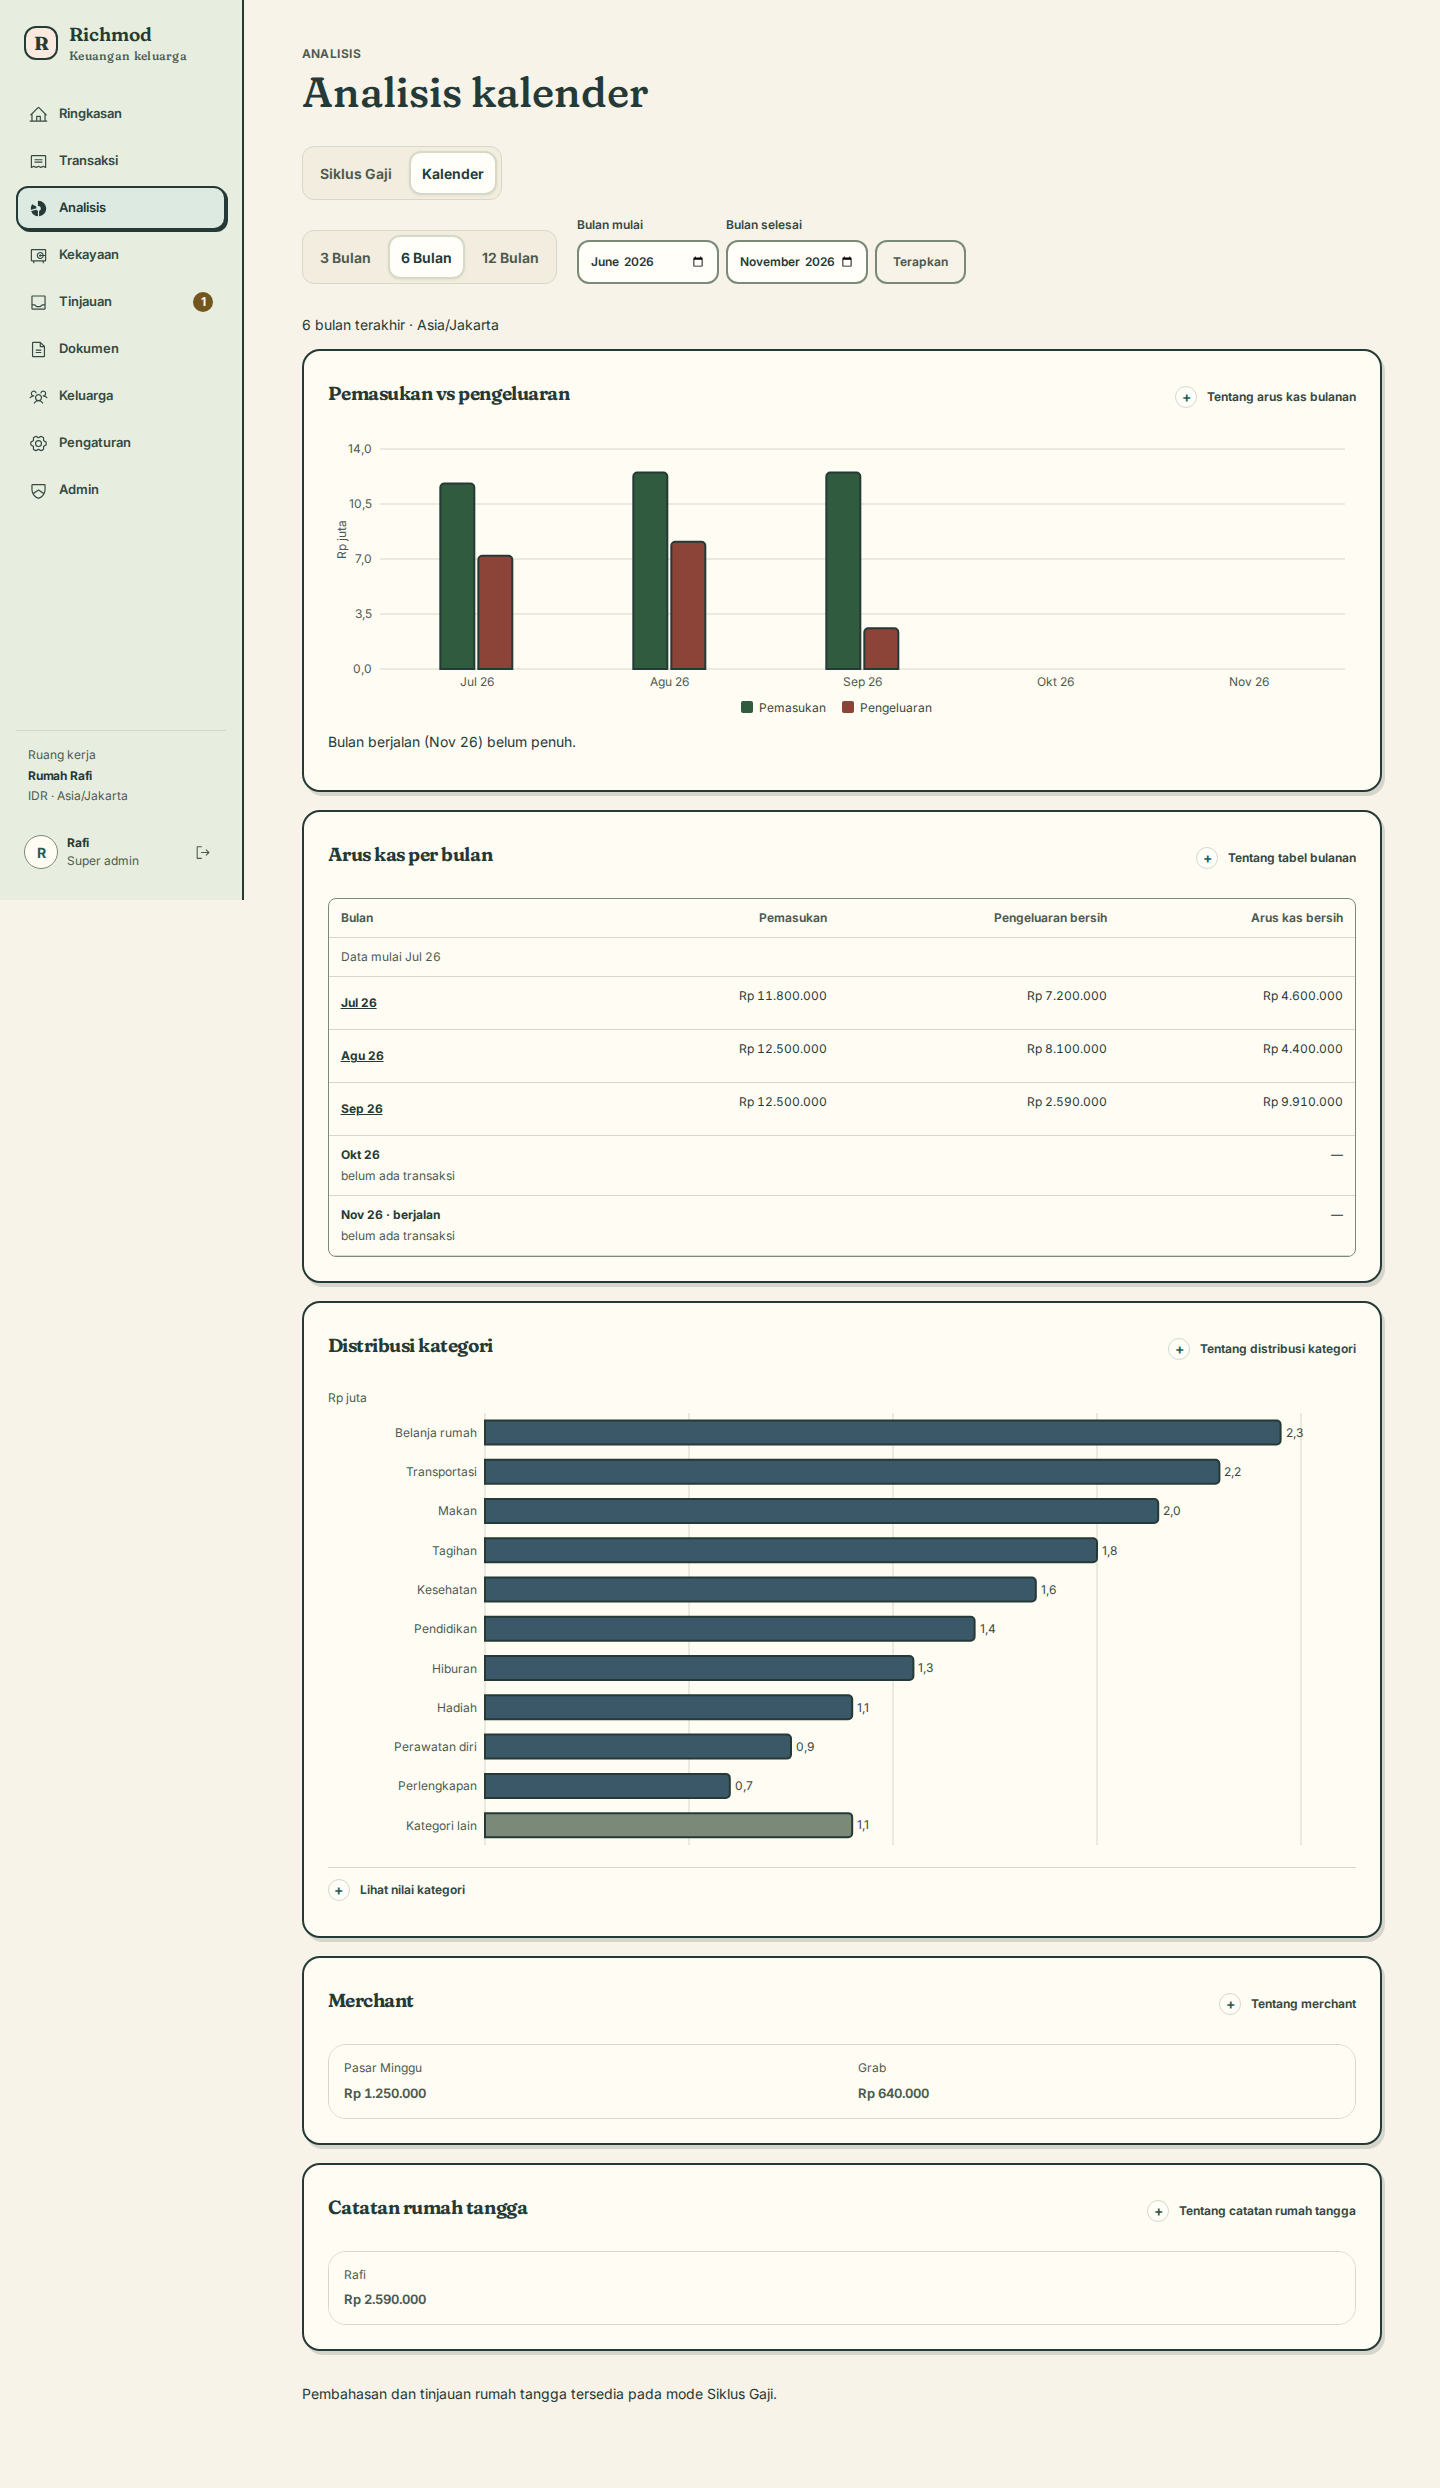 R
Richmod
Keuangan keluarga
Ringkasan
Transaksi
Analisis
Kekayaan
Tinjauan 1
Dokumen
Keluarga
Pengaturan
Admin
Ruang kerja
Rumah Rafi
IDR · Asia/Jakarta
R
Rafi
Super admin
ANALISIS
Analisis kalender
Siklus Gaji Kalender
Bulan mulai Bulan selesai
3 Bulan 6 Bulan 12 Bulan June 2026 November 2026 Terapkan
6 bulan terakhir · Asia/Jakarta
Pemasukan vs pengeluaran + Tentang arus kas bulanan
Rp juta
14,0
10,5
7,0
3,5
0,0
Jul 26 Agu 26 Sep 26 Okt 26 Nov 26
Pemasukan Pengeluaran
Bulan berjalan (Nov 26) belum penuh.
Arus kas per bulan + Tentang tabel bulanan
Bulan Pemasukan Pengeluaran bersih Arus kas bersih
Data mulai Jul 26
Jul 26 Rp 11.800.000 Rp 7.200.000 Rp 4.600.000
Agu 26 Rp 12.500.000 Rp 8.100.000 Rp 4.400.000
Sep 26 Rp 12.500.000 Rp 2.590.000 Rp 9.910.000
Okt 26 —
belum ada transaksi
Nov 26 · berjalan —
belum ada transaksi
Distribusi kategori + Tentang distribusi kategori
Rp juta
Belanja rumah 2,3
Transportasi 2,2
Makan 2,0
Tagihan 1,8
Kesehatan 1,6
Pendidikan 1,4
Hiburan 1,3
Hadiah 1,1
Perawatan diri 0,9
Perlengkapan 0,7
Kategori lain 1,1
+ Lihat nilai kategori
Merchant + Tentang merchant
Pasar Minggu Grab
Rp 1.250.000 Rp 640.000
Catatan rumah tangga + Tentang catatan rumah tangga
Rafi
Rp 2.590.000
Pembahasan dan tinjauan rumah tangga tersedia pada mode Siklus Gaji.